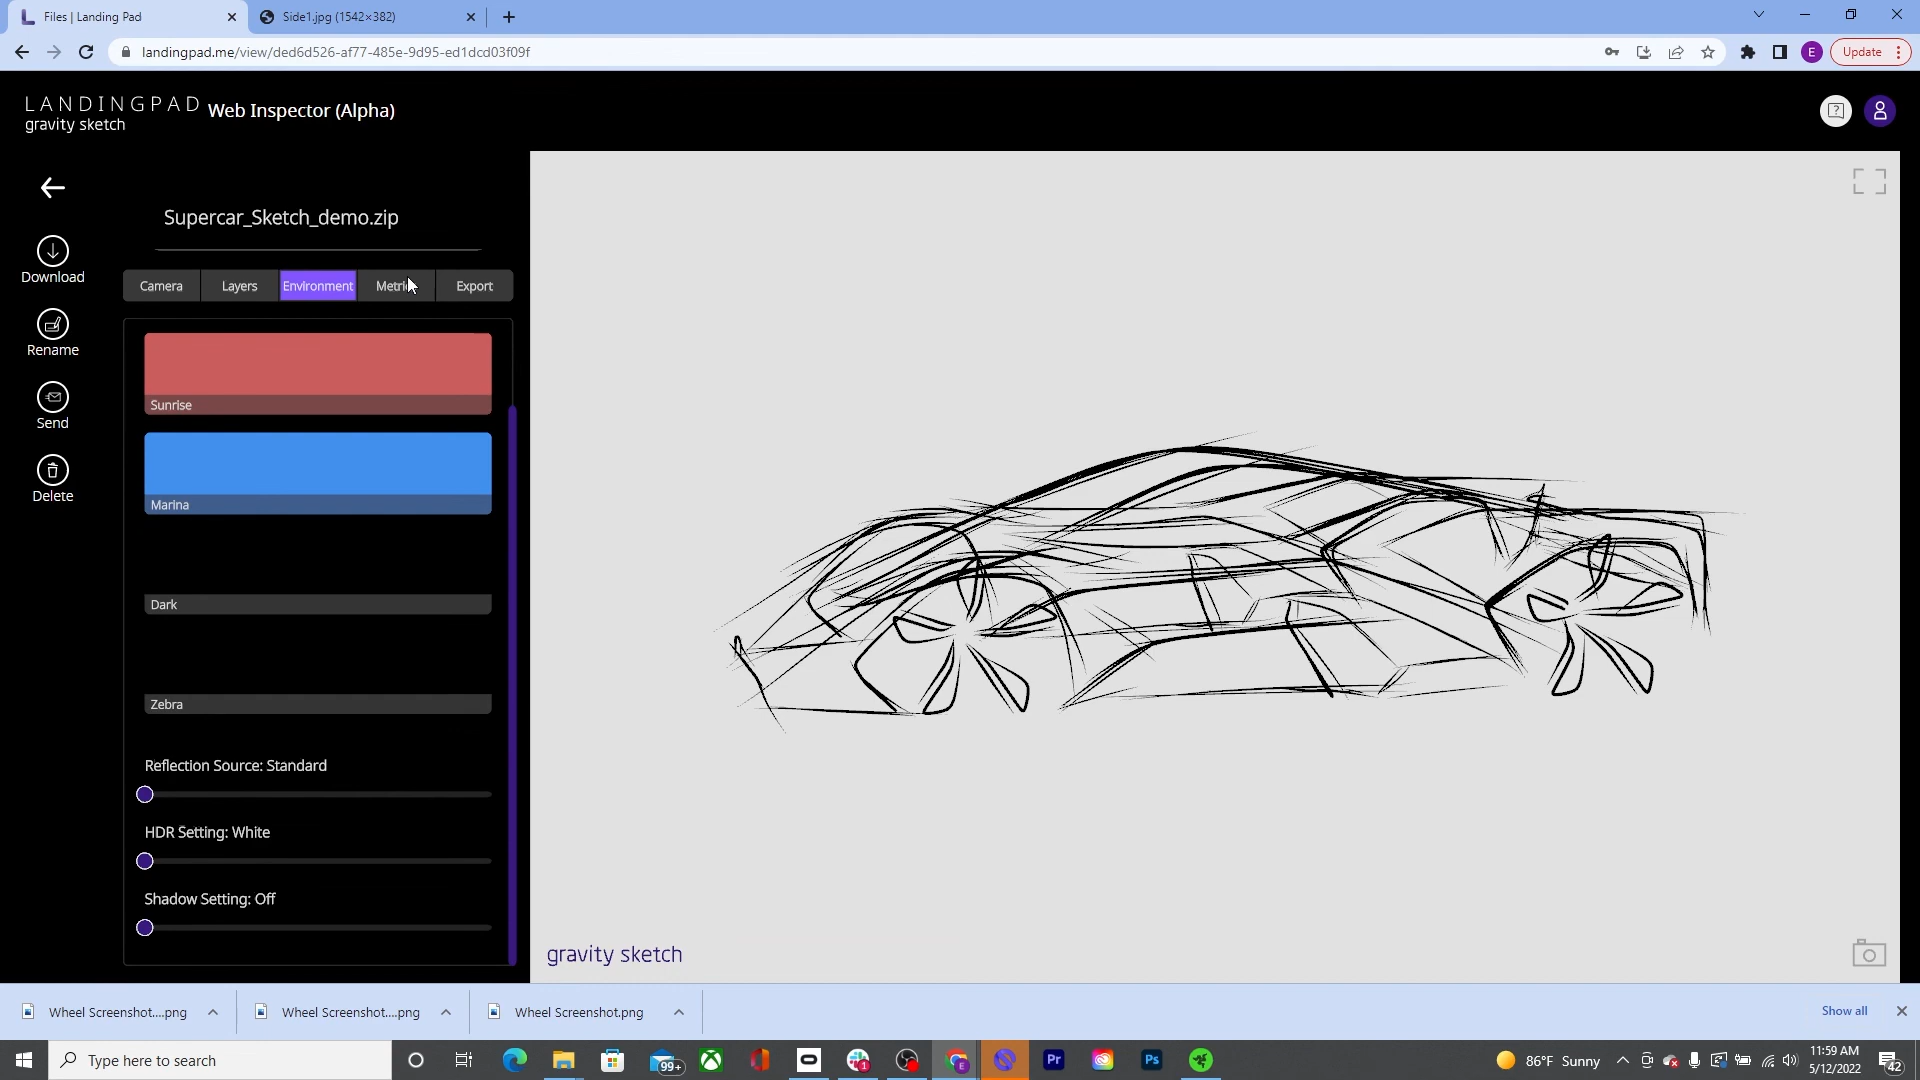 Files | Landing Pad
Side1.jpg (1542×382)
landingpad.me/view/ded6d526-af77-485e-9d95-ed1dcd03f09f
E
Update
LANDINGPAD
gravity sketch
Web Inspector (Alpha)
Supercar_Sketch_demo.zip
Download
Rename
Send
Delete
Camera
Layers
Environment
Export
Sunrise
Marina
Dark
Zebra
Reflection Source: Standard
HDR Setting: White
Shadow Setting: Off
gravity sketch
Wheel Screenshot....png
Wheel Screenshot....png
Wheel Screenshot.png
Show all
Type here to search
99+
1
E
Pr
Ps
86°F Sunny
11:59 AM
5/12/2022
42